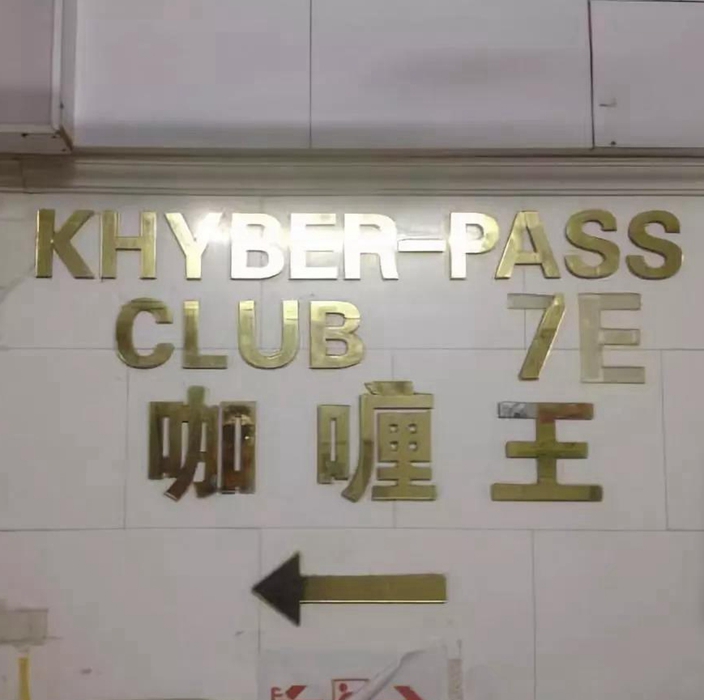 KHYBER-PASS
CLUB 7E
咖喱王